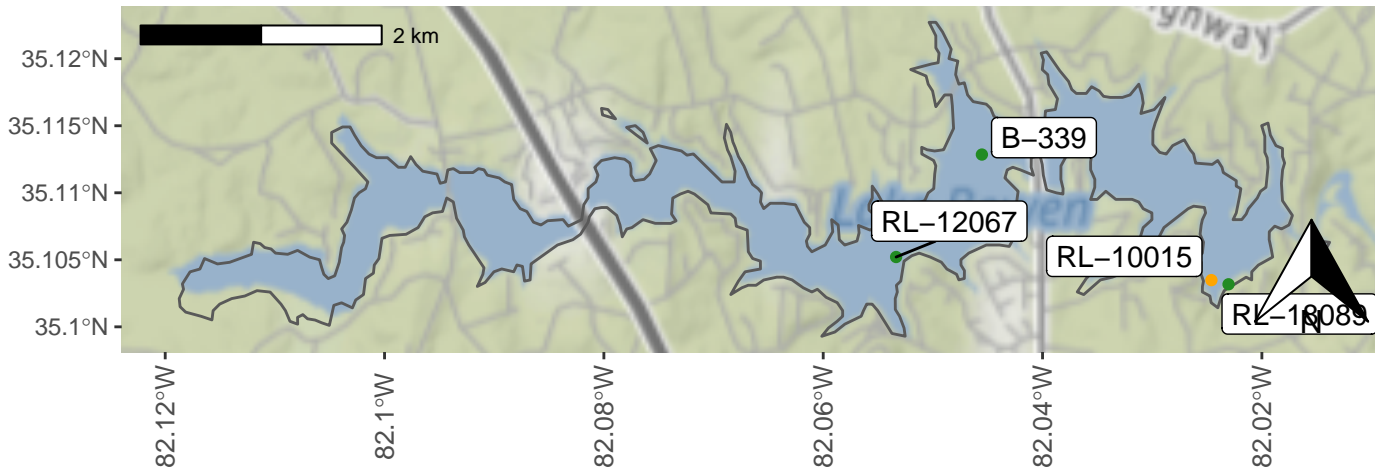 Highway
2 km
35.12°N
35.115°N
35.11°N
35.105°N
35.1°N
B–339
RL–12067
RL–10015
RL–18089
N
82.12°W
82.1°W
82.08°W
82.06°W
82.04°W
82.02°W